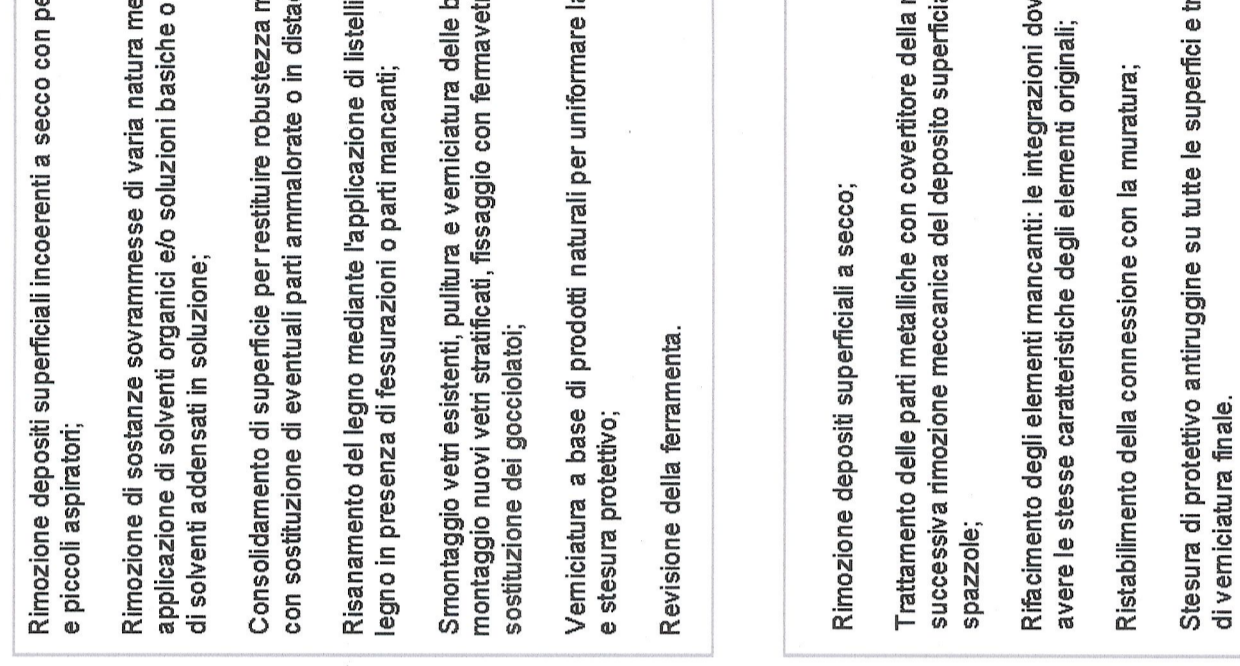 Rimozione depositi superficiali incoerenti a secco con pe
e piccoli aspiratori;
Rimozione di sostanze sovrammesse di varia natura me
applicazione di solventi organici e/o soluzioni basiche o
di solventi addensati in soluzione;
Consolidamento di superficie per restituire robustezza m
con sostituzione di eventuali parti ammalorate o in distac
Risanamento del legno mediante l'applicazione di listelli
legno in presenza di fessurazioni o parti mancanti;
Smontaggio vetri esistenti, pulitura e verniciatura delle b
montaggio nuovi vetri stratificati, fissaggio con fermavetr
sostituzione dei gocciolatoi;
Verniciatura a base di prodotti naturali per uniformare la
e stesura protettivo;
Revisione della ferramenta.
Rimozione depositi superficiali a secco;
Trattamento delle parti metalliche con covertitore della r
successiva rimozione meccanica del deposito superficia
spazzole;
Rifacimento degli elementi mancanti: le integrazioni dov
avere le stesse caratteristiche degli elementi originali;
Ristabilimento della connessione con la muratura;
Stesura di protettivo antiruggine su tutte le superfici e tr
di verniciatura finale.